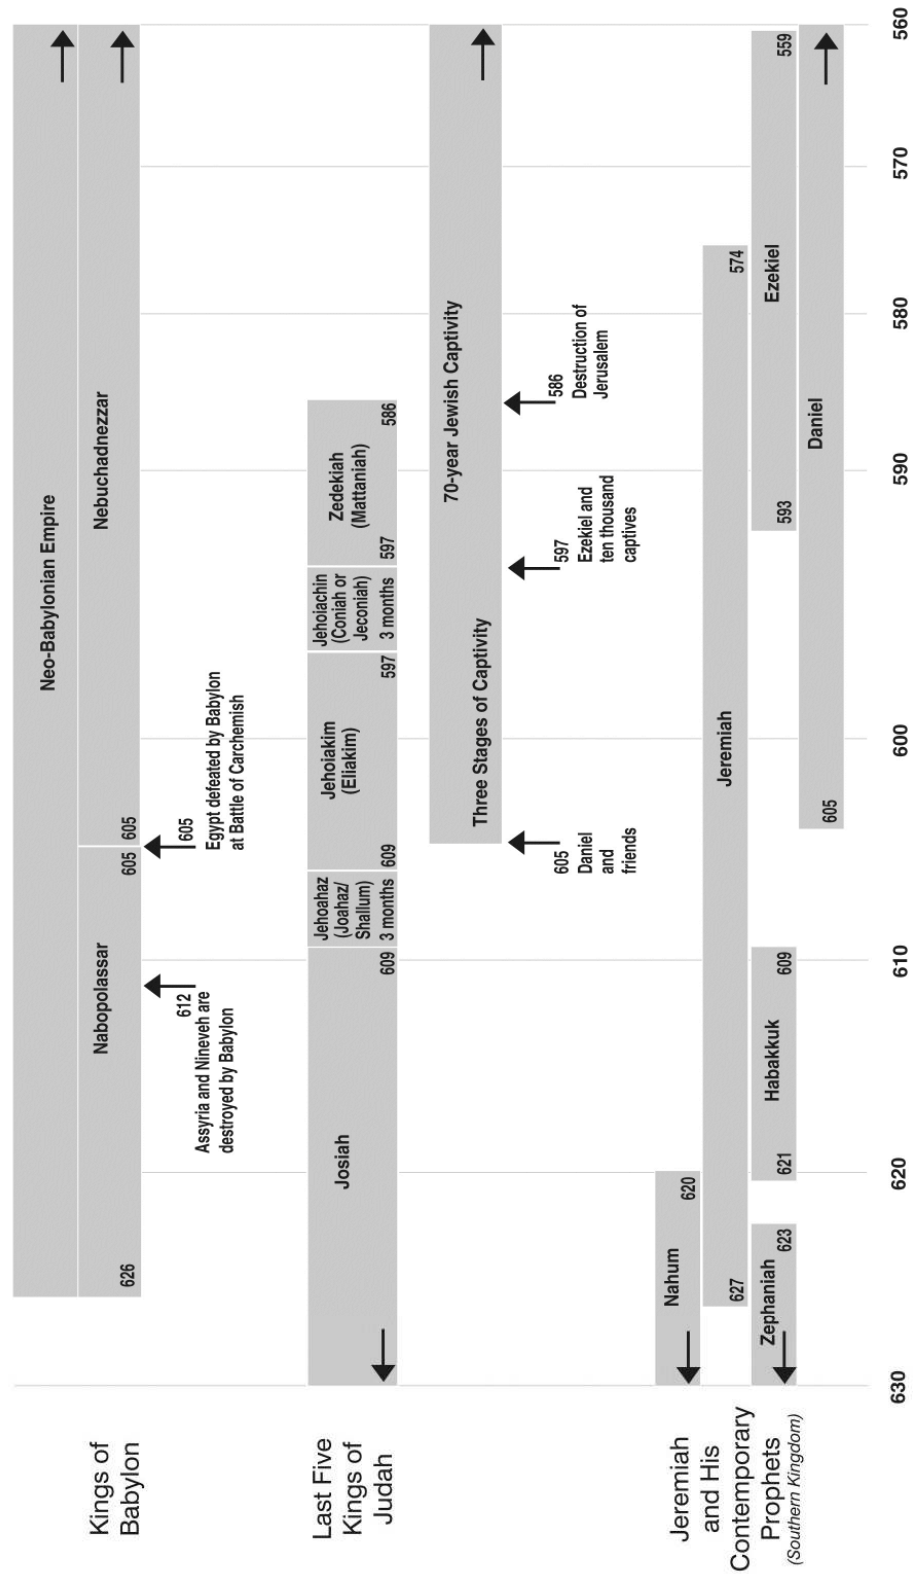 Kings of
Babylon
Neo-Babylonian Empire
626
Nabopolassar
605
605
Nebuchadnezzar
612
Assyria and Nineveh are
destroyed by Babylon
605
Egypt defeated by Babylon
at Battle of Carchemish
Last Five
Kings of
Judah
Josiah
609
Jehoahaz
(Joahaz/
Shallum)
3 months
609
Jehoiakim
(Eliakim)
597
Jehoiachin
(Coniah or
Jeconiah)
3 months
597
Zedekiah
(Mattaniah)
586
70-year Jewish Captivity
Three Stages of Captivity
605
Daniel
and
friends
597
Ezekiel and
ten thousand
captives
586
Destruction of
Jerusalem
Jeremiah
and His
Contemporary
Prophets
(Southern Kingdom)
Nahum
620
627
Jeremiah
574
Zephaniah
623
621
Habakkuk
609
593
Ezekiel
559
605
Daniel
630
620
610
600
590
580
570
560